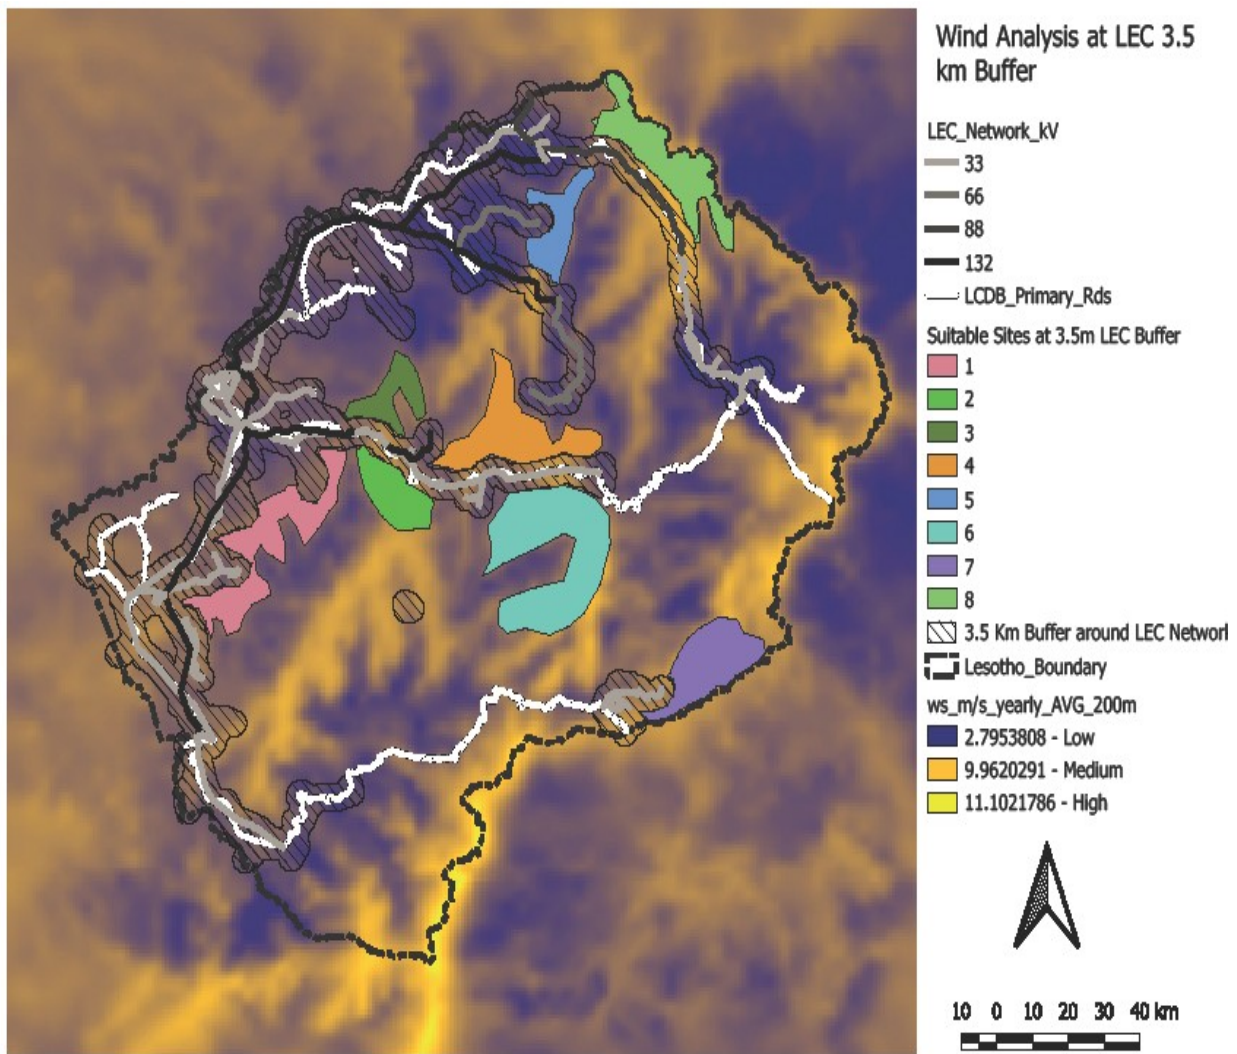 Wind Analysis at LEC 3.5
km Buffer
LEC_Network_kV
33
66
88
132
LCDB_Primary_Rds
Suitable Sites at 3.5m LEC Buffer
1
2
3
4
5
6
7
8
3.5 Km Buffer around LEC Networl
Lesotho_Boundary
ws_m/s_yearly_AVG_200m
2.7953808 - Low
9.9620291 - Medium
11.1021786 - High
10 0 10 20 30 40 km